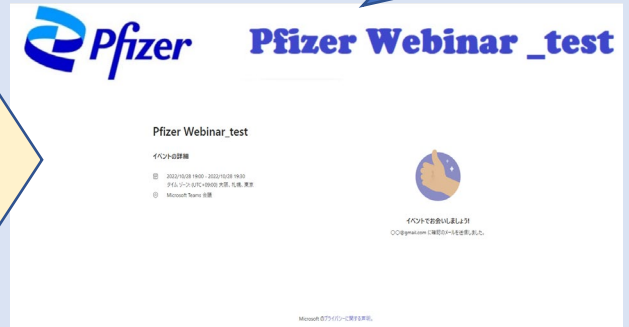 Pfizer
Pfizer Webinar _test
Pfizer Webinar_test
イベントの詳細
2022/10/28 19:00 - 2022/10/28 19:30
タイム ゾーン: (UTC+09:00) 大阪、札幌、東京
Microsoft Teams 会議
イベントでお会いしましょう!
〇〇@gmail.com に確認のメールを送信しました。
Microsoft のプライバシーに関する声明。